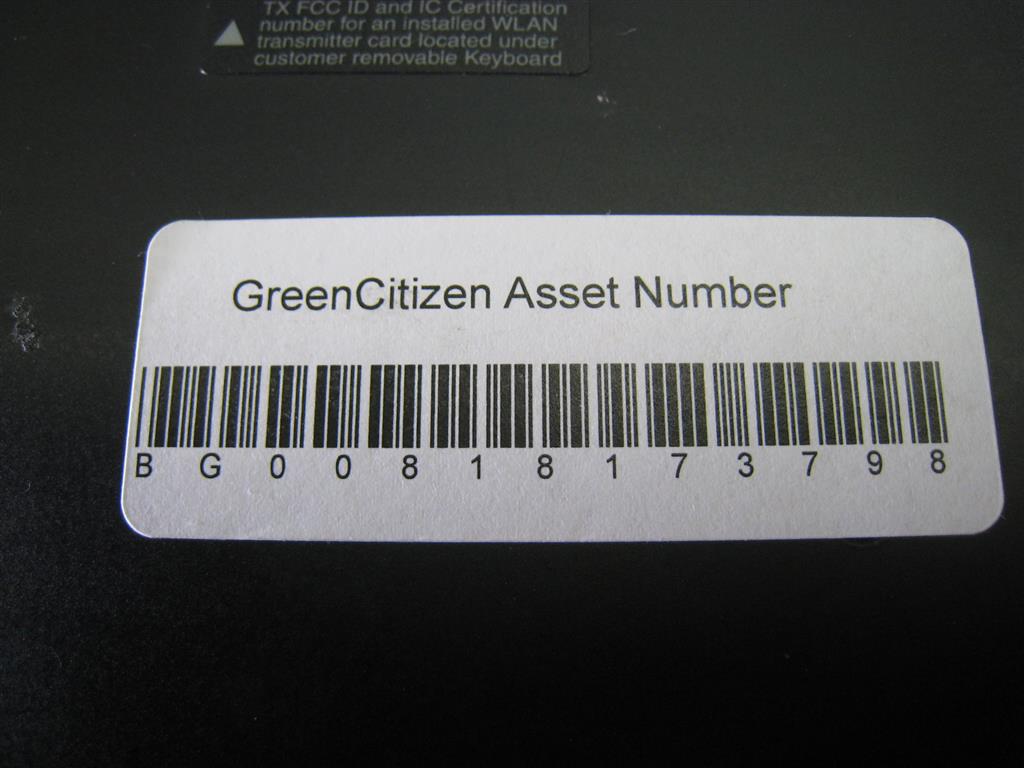 TX FCC ID and IC Certification
number for an installed WLAN
transmitter card located under
customer removable Keyboard
GreenCitizen Asset Number
B G 0 0 8 1 8 1 7 3 7 9 8